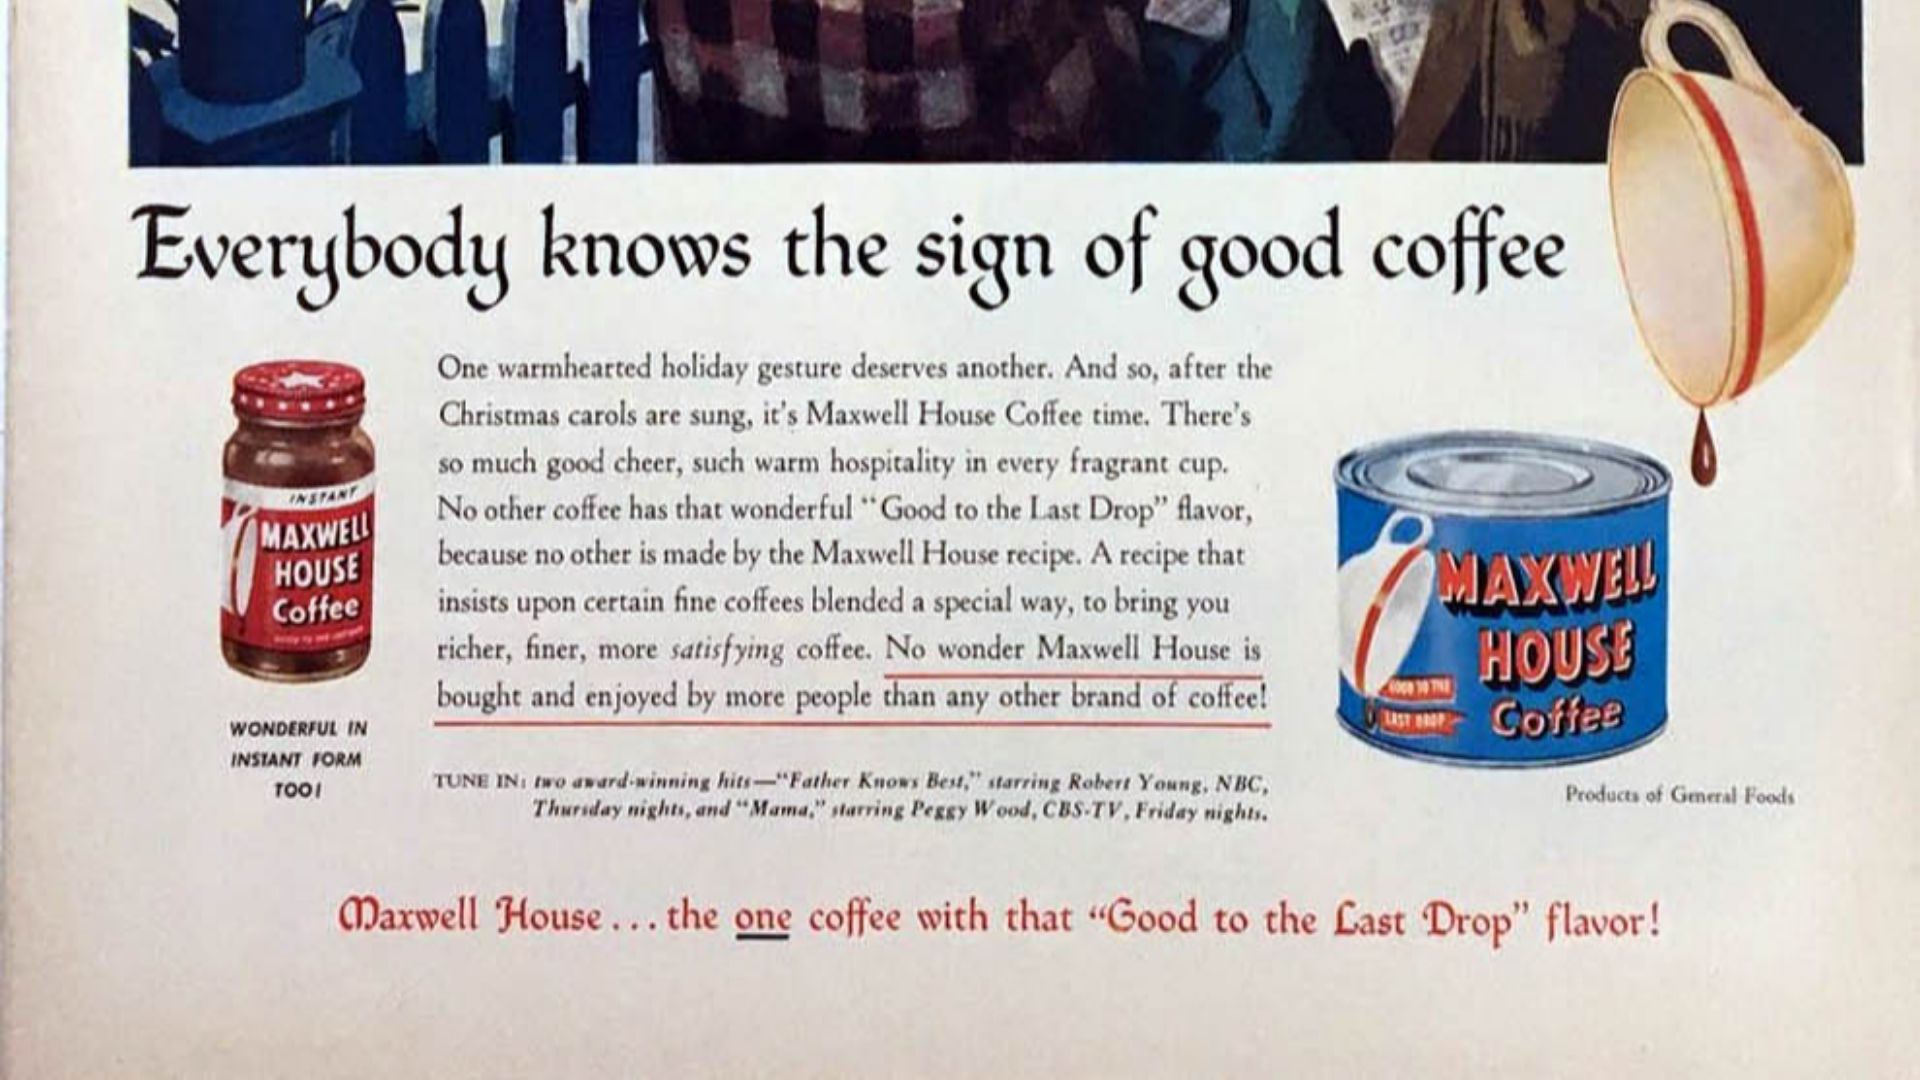 Everybody knows the sign of good coffee
One warmhearted holiday gesture deserves another. And so, after the
Christmas carols are sung, it's Maxwell House Coffee time. There's
so much good cheer, such warm hospitality in every fragrant cup.
No other coffee has that wonderful “Good to the Last Drop” flavor,
because no other is made by the Maxwell House recipe. A recipe that
insists upon certain fine coffees blended a special way, to bring you
richer, finer, more satisfying coffee. No wonder Maxwell House is
bought and enjoyed by more people than any other brand of coffee!
INSTANT
MAXWELL
HOUSE
Coffee
WONDERFUL IN
INSTANT FORM
TOO!
MAXWELL
HOUSE
Coffee
GOOD TO THE
LAST DROP
TUNE IN: two award-winning hits—“Father Knows Best,” starring Robert Young, NBC,
Thursday nights, and “Mama,” starring Peggy Wood, CBS-TV, Friday nights.
Products of General Foods
Maxwell House... the one coffee with that “Good to the Last Drop” flavor!